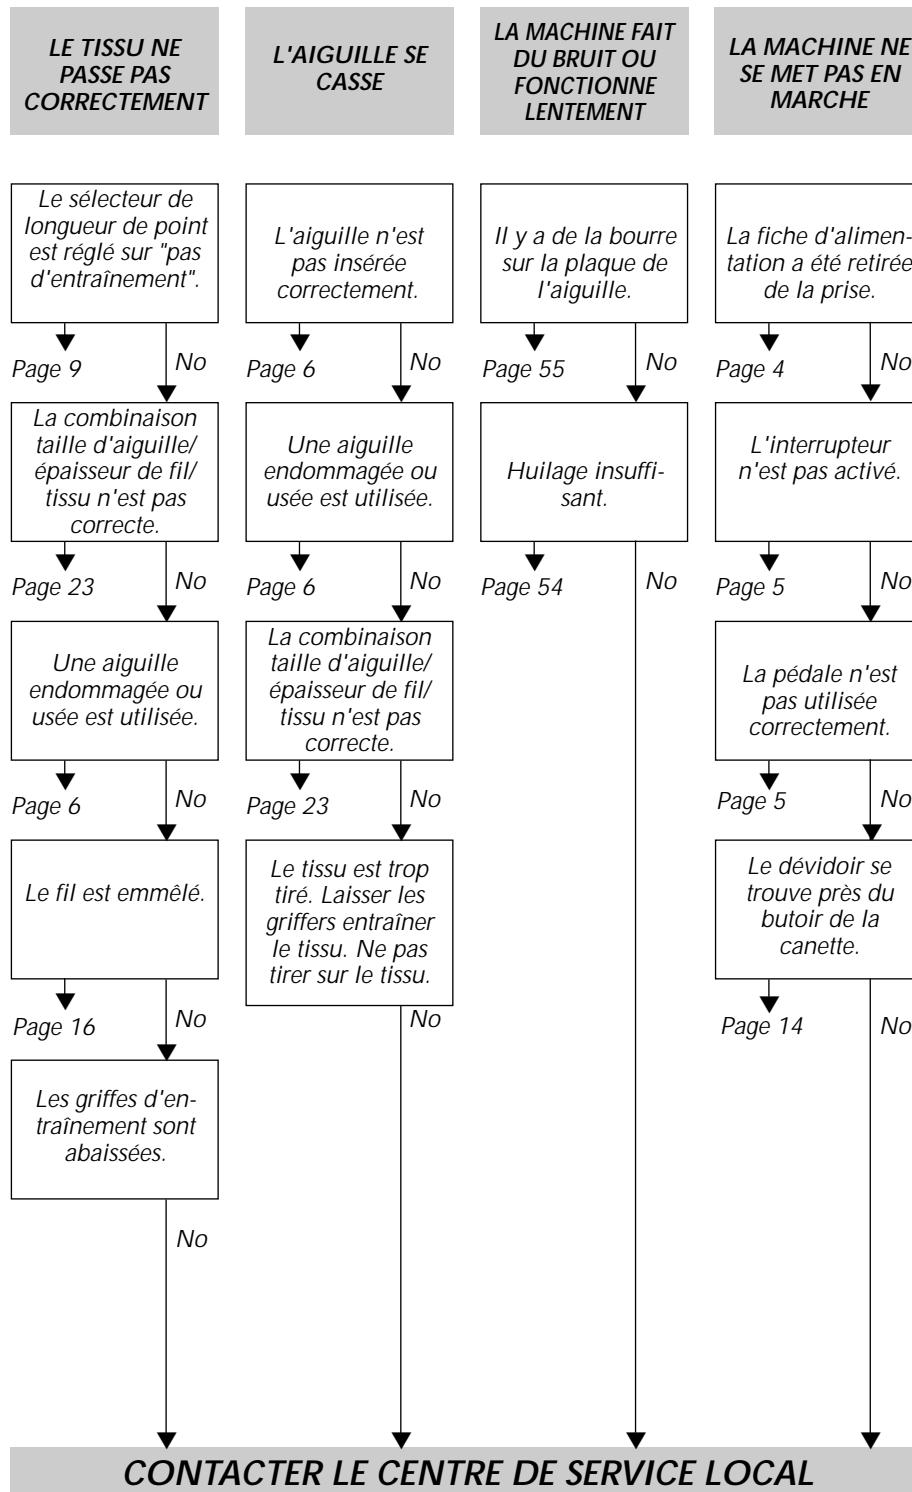 LE TISSU NE
PASSE PAS
CORRECTEMENT
L'AIGUILLE SE
CASSE
LA MACHINE FAIT
DU BRUIT OU
FONCTIONNE
LENTEMENT
LA MACHINE NE
SE MET PAS EN
MARCHE
Le sélecteur de
longueur de point
est réglé sur "pas
d'entraînement".
L'aiguille n'est
pas insérée
correctement.
Il y a de la bourre
sur la plaque de
l'aiguille.
La fiche d'alimen-
tation a été retirée
de la prise.
Page 9
No
Page 6
No
Page 55
No
Page 4
No
La combinaison
taille d'aiguille/
épaisseur de fil/
tissu n'est pas
correcte.
Une aiguille
endommagée ou
usée est utilisée.
Huilage insuffi-
sant.
L'interrupteur
n'est pas activé.
Page 23
No
Page 6
No
Page 54
No
Page 5
No
Une aiguille
endommagée ou
usée est utilisée.
La combinaison
taille d'aiguille/
épaisseur de fil/
tissu n'est pas
correcte.
La pédale n'est
pas utilisée
correctement.
Page 6
No
Page 23
No
Page 5
No
Le fil est emmêlé.
Le tissu est trop
tiré. Laisser les
griffers entraîner
le tissu. Ne pas
tirer sur le tissu.
Le dévidoir se
trouve près du
butoir de la
canette.
Page 16
No
No
Page 14
No
Les griffes d'en-
traînement sont
abaissées.
No
CONTACTER LE CENTRE DE SERVICE LOCAL